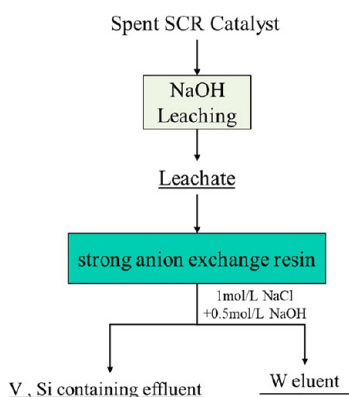 Spent SCR Catalyst
NaOH
Leaching
Leachate
strong anion exchange resin
1mol/L NaCl
+0.5mol/L NaOH
V , Si containing effluent
W eluent